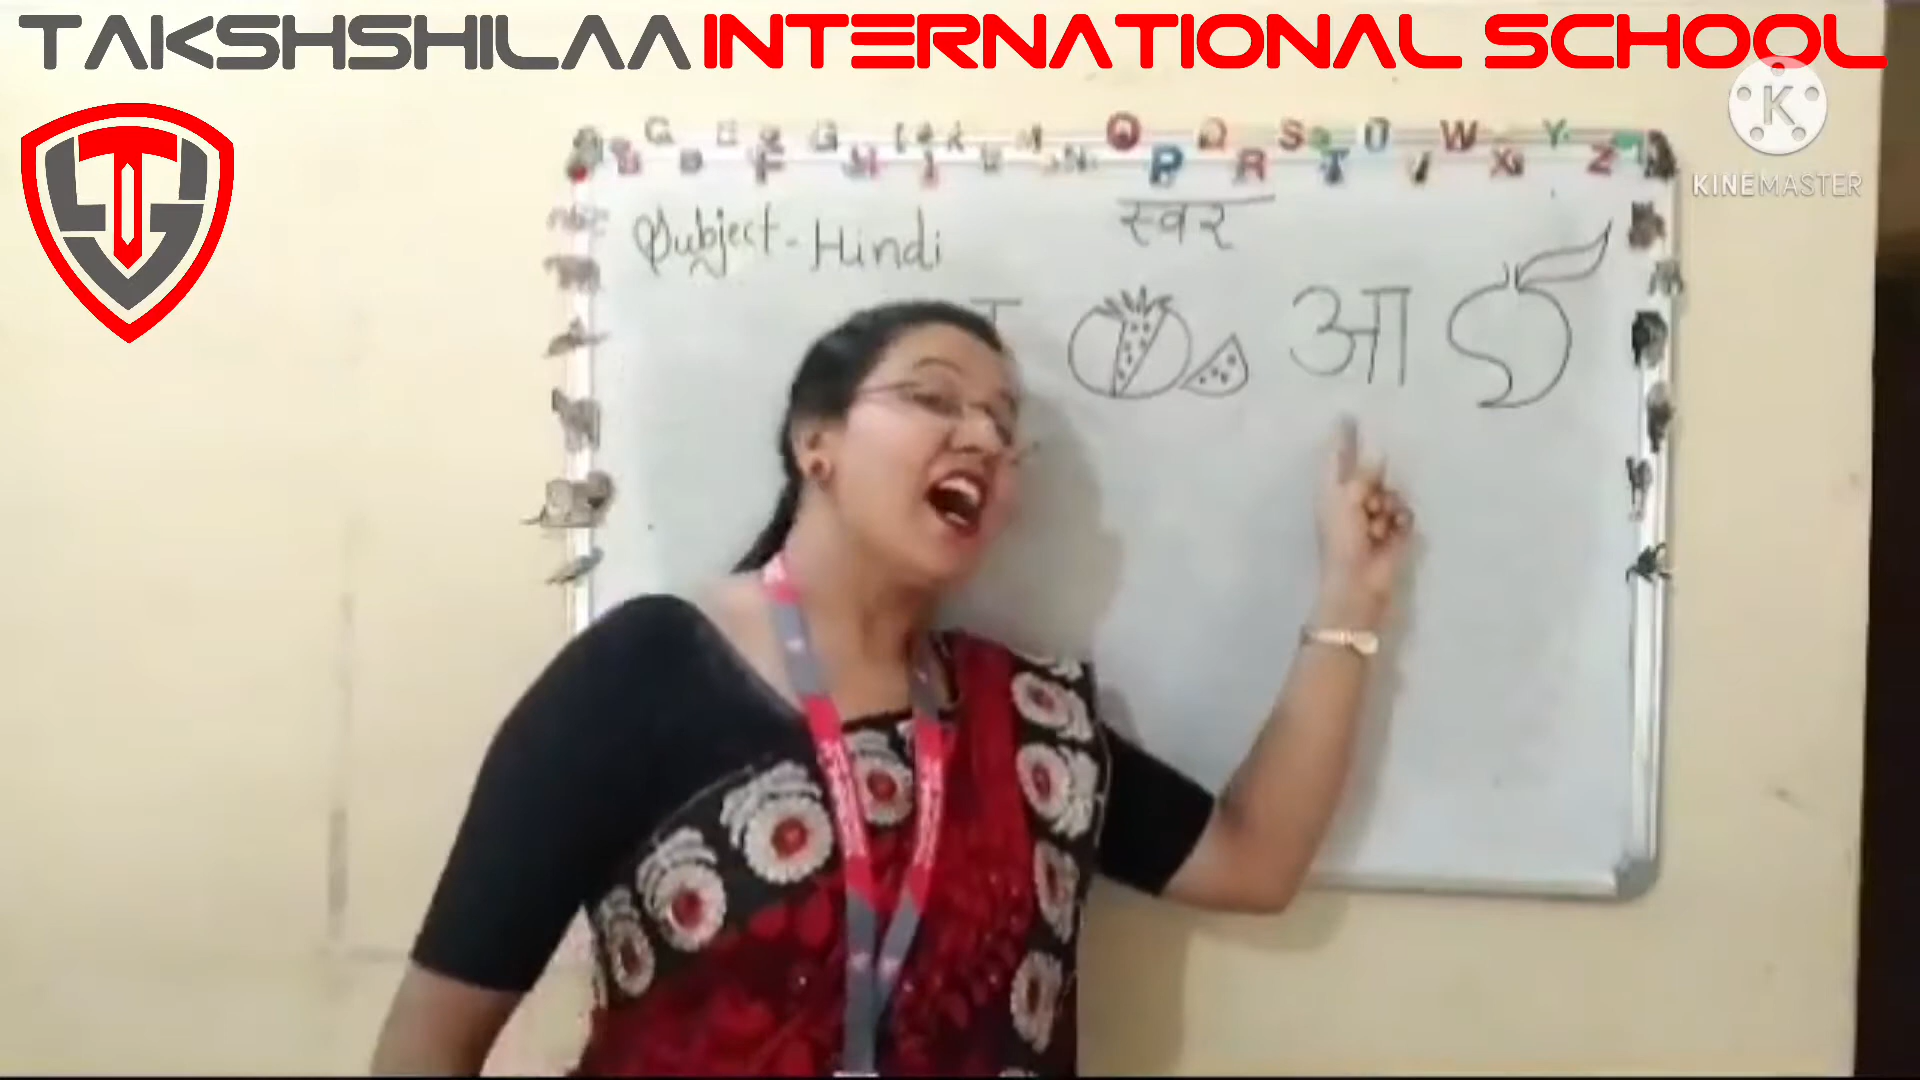 TAKSHSHILAA INTERNATIONAL SCHOOL
K
KINEMASTER
Q S U W Y
P R T X Z
Subject - Hindi
स्वर
आ